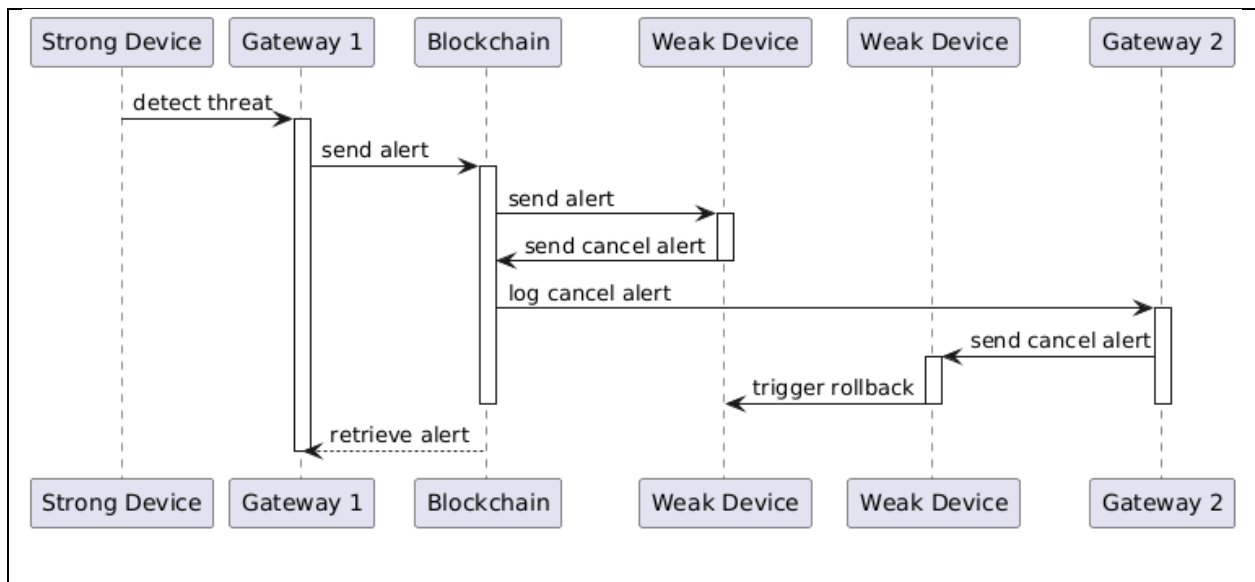 Strong Device Gateway 1 Blockchain Weak Device Weak Device Gateway 2
detect threat
send alert
send alert
send cancel alert
log cancel alert
send cancel alert
trigger rollback
retrieve alert
Strong Device Gateway 1 Blockchain Weak Device Weak Device Gateway 2